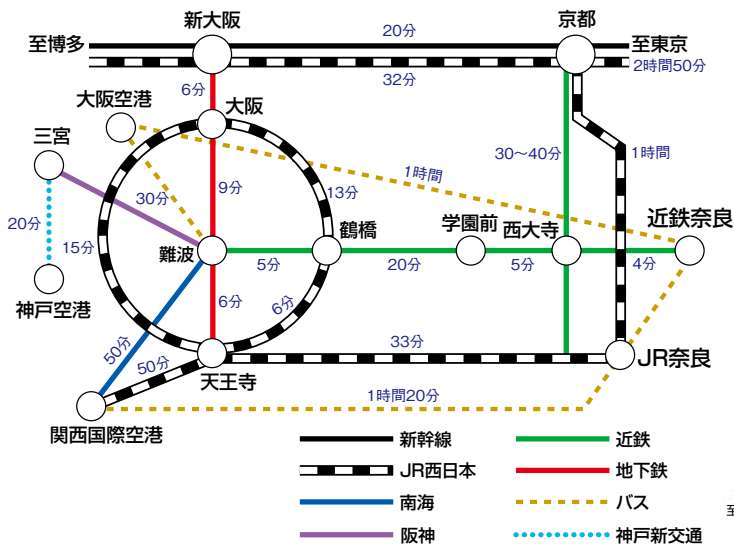 新大阪
20分
京都
至博多
至東京
32分
2時間50分
6分
大阪空港
大阪
三宮
1時間
30〜40分
1時間
30分
9分
13分
20分
15分
難波
鶴橋
学園前
西大寺
近鉄奈良
5分
20分
5分
4分
神戸空港
6分
6分
50分
50分
33分
天王寺
JR奈良
1時間20分
関西国際空港
新幹線
近鉄
JR西日本
地下鉄
南海
バス
至
阪神
神戸新交通